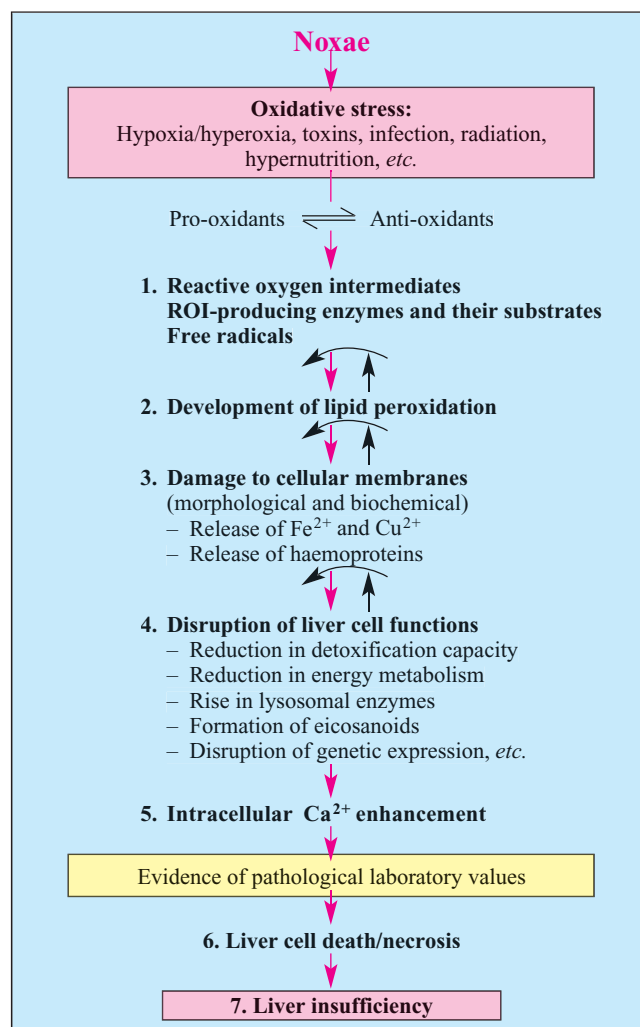 Noxae
Oxidative stress:
Hypoxia/hyperoxia, toxins, infection, radiation,
hypernutrition, etc.
Pro-oxidants ⇌ Anti-oxidants
1. Reactive oxygen intermediates
ROI-producing enzymes and their substrates
Free radicals
2. Development of lipid peroxidation
3. Damage to cellular membranes
(morphological and biochemical)
– Release of Fe²⁺ and Cu²⁺
– Release of haemoproteins
4. Disruption of liver cell functions
– Reduction in detoxification capacity
– Reduction in energy metabolism
– Rise in lysosomal enzymes
– Formation of eicosanoids
– Disruption of genetic expression, etc.
5. Intracellular Ca²⁺ enhancement
Evidence of pathological laboratory values
6. Liver cell death/necrosis
7. Liver insufficiency